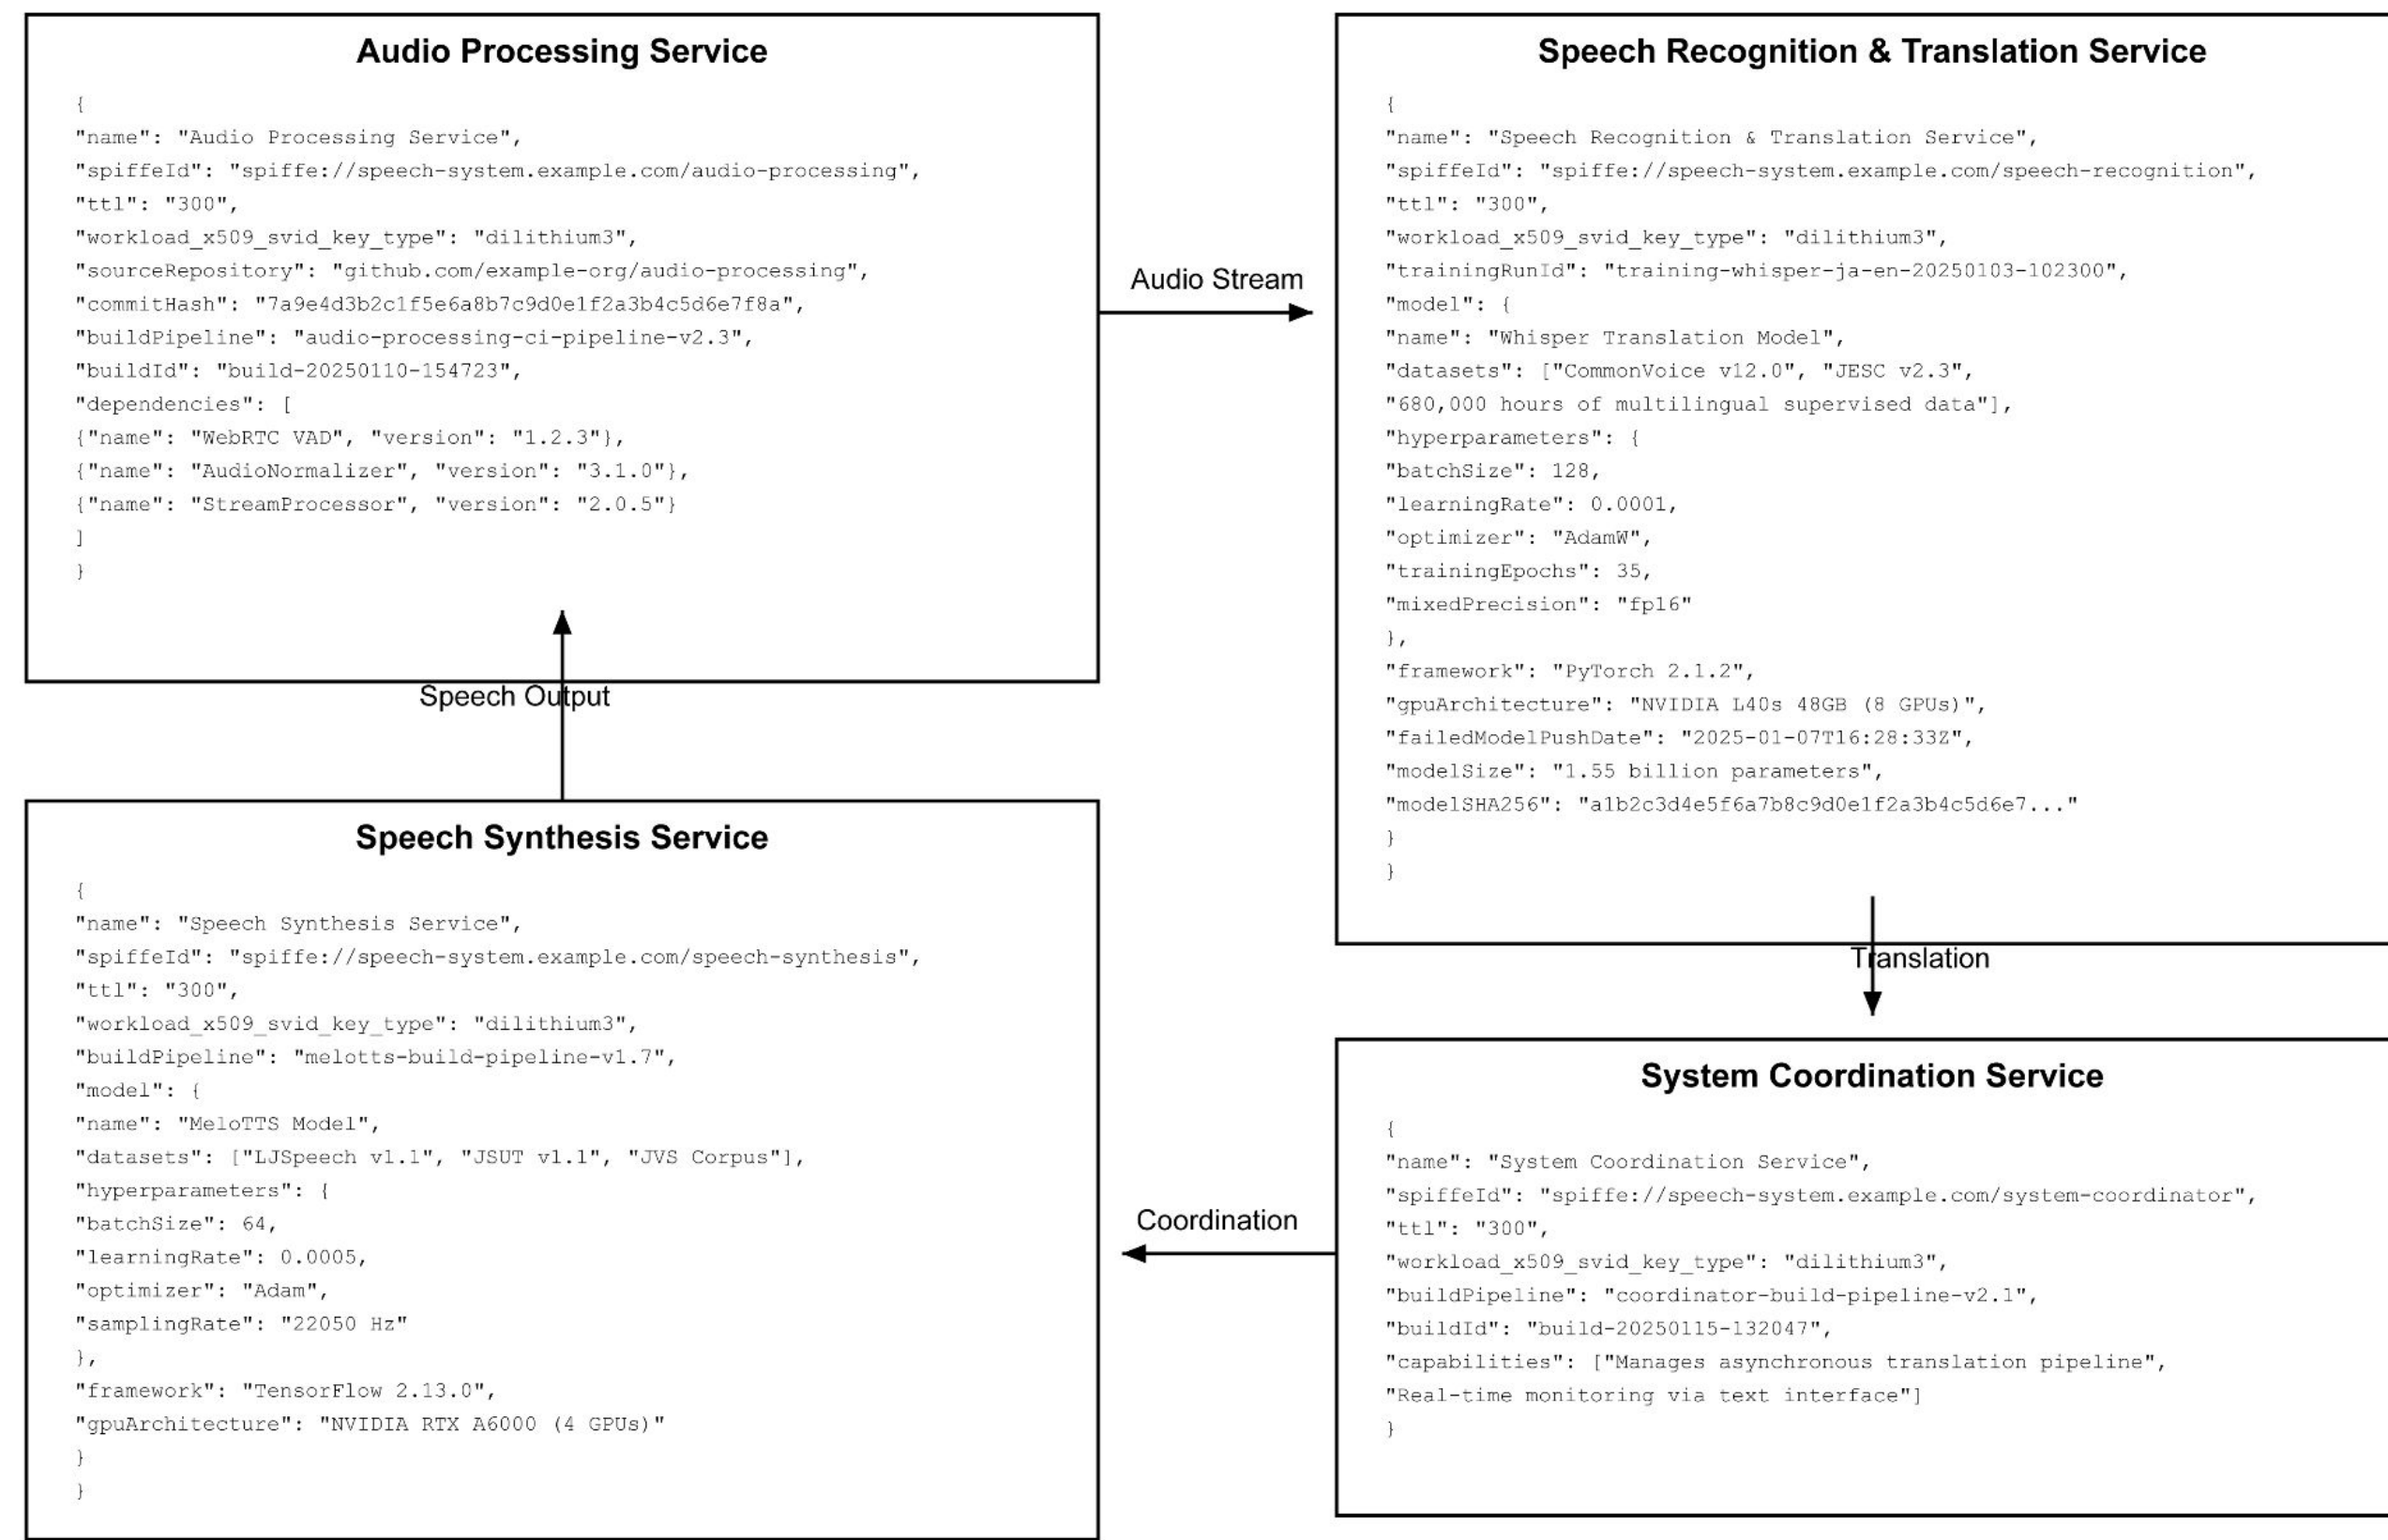 Audio Processing Service
{
"name": "Audio Processing Service",
"spiffeId": "spiffe://speech-system.example.com/audio-processing",
"ttl": "300",
"workload_x509_svid_key_type": "dilithium3",
"sourceRepository": "github.com/example-org/audio-processing",
"commitHash": "7a9e4d3b2c1f5e6a8b7c9d0e1f2a3b4c5d6e7f8a",
"buildPipeline": "audio-processing-ci-pipeline-v2.3",
"buildId": "build-20250110-154723",
"dependencies": [
{"name": "WebRTC VAD", "version": "1.2.3"},
{"name": "AudioNormalizer", "version": "3.1.0"},
{"name": "StreamProcessor", "version": "2.0.5"}
]
}
Audio Stream
Speech Recognition & Translation Service
{
"name": "Speech Recognition & Translation Service",
"spiffeId": "spiffe://speech-system.example.com/speech-recognition",
"ttl": "300",
"workload_x509_svid_key_type": "dilithium3",
"trainingRunId": "training-whisper-ja-en-20250103-102300",
"model": {
"name": "Whisper Translation Model",
"datasets": ["CommonVoice v12.0", "JESC v2.3",
"680,000 hours of multilingual supervised data"],
"hyperparameters": {
"batchSize": 128,
"learningRate": 0.0001,
"optimizer": "AdamW",
"trainingEpochs": 35,
"mixedPrecision": "fp16"
},
"framework": "PyTorch 2.1.2",
"gpuArchitecture": "NVIDIA L40s 48GB (8 GPUs)",
"failedModelPushDate": "2025-01-07T16:28:33Z",
"modelSize": "1.55 billion parameters",
"modelSHA256": "a1b2c3d4e5f6a7b8c9d0e1f2a3b4c5d6e7..."
}
}
Translation
System Coordination Service
{
"name": "System Coordination Service",
"spiffeId": "spiffe://speech-system.example.com/system-coordinator",
"ttl": "300",
"workload_x509_svid_key_type": "dilithium3",
"buildPipeline": "coordinator-build-pipeline-v2.1",
"buildId": "build-20250115-132047",
"capabilities": ["Manages asynchronous translation pipeline",
"Real-time monitoring via text interface"]
}
Coordination
Speech Synthesis Service
{
"name": "Speech Synthesis Service",
"spiffeId": "spiffe://speech-system.example.com/speech-synthesis",
"ttl": "300",
"workload_x509_svid_key_type": "dilithium3",
"buildPipeline": "melotts-build-pipeline-v1.7",
"model": {
"name": "MeloTTS Model",
"datasets": ["LJSpeech v1.1", "JSUT v1.1", "JVS Corpus"],
"hyperparameters": {
"batchSize": 64,
"learningRate": 0.0005,
"optimizer": "Adam",
"samplingRate": "22050 Hz"
},
"framework": "TensorFlow 2.13.0",
"gpuArchitecture": "NVIDIA RTX A6000 (4 GPUs)"
}
}
Speech Output